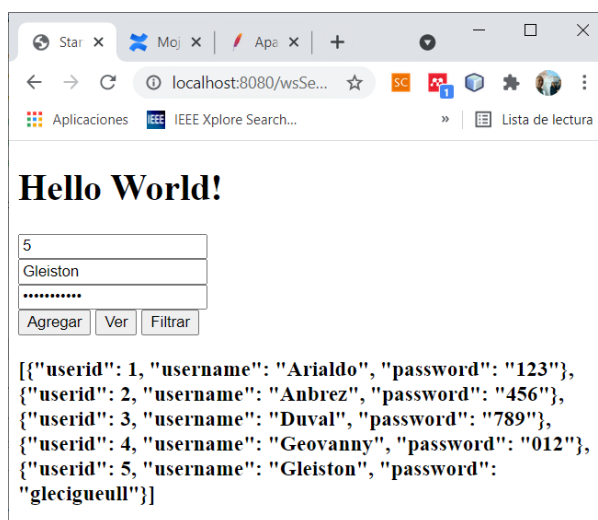 Star
Moj
Apa
localhost:8080/wsSe...
SC
1
Aplicaciones
IEEE
IEEE Xplore Search...
»
Lista de lectura
Hello World!
5
Gleiston
•••••••••••
Agregar Ver Filtrar
[{"userid": 1, "username": "Arialdo", "password": "123"},
{"userid": 2, "username": "Anbrez", "password": "456"},
{"userid": 3, "username": "Duval", "password": "789"},
{"userid": 4, "username": "Geovanny", "password": "012"},
{"userid": 5, "username": "Gleiston", "password":
"glecigueull"}]